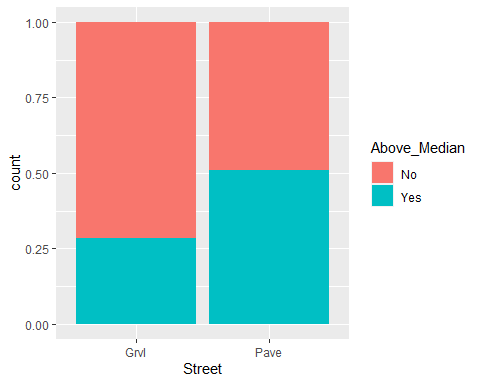 1.00
0.75
0.50
0.25
0.00
count
Grvl Pave
Street
Above_Median
No
Yes